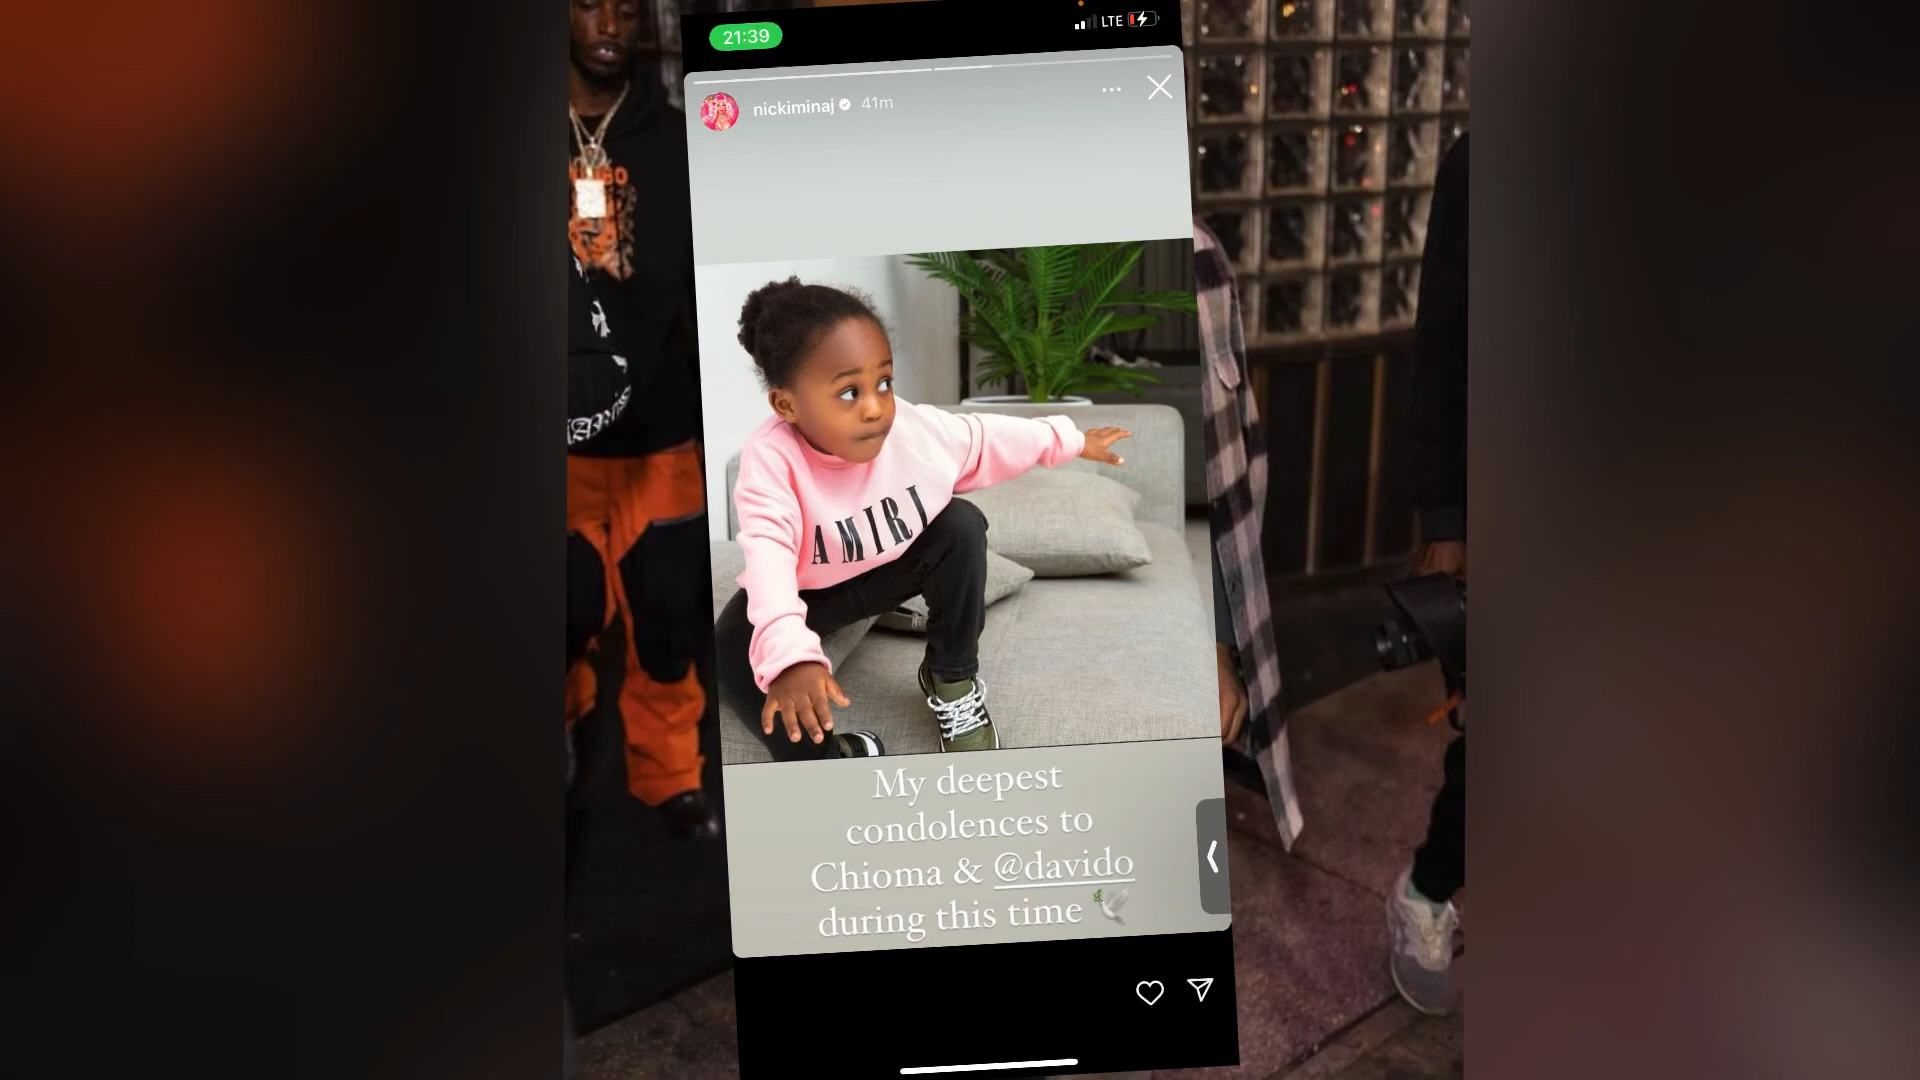 21:39
LTE
nickiminaj 41m
AMIRI
My deepest
condolences to
Chioma & @davido
during this time